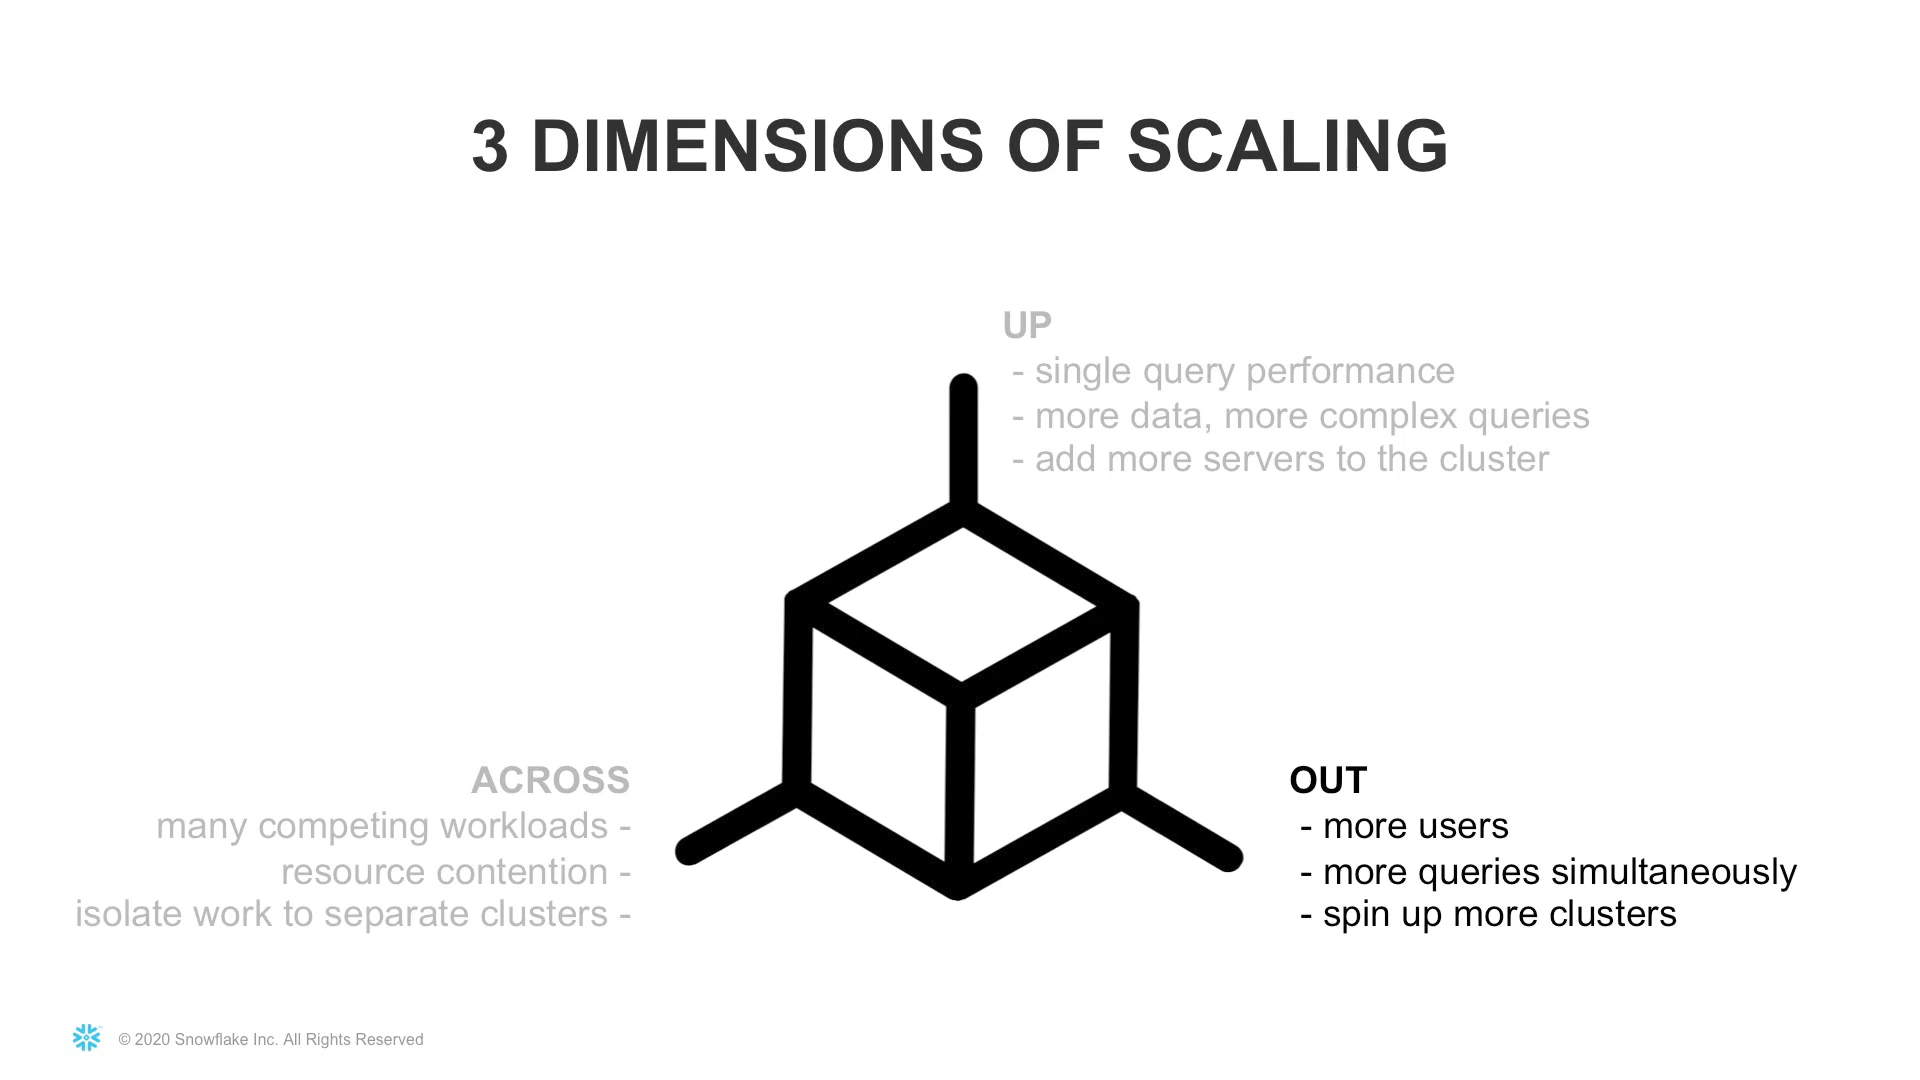 3 DIMENSIONS OF SCALING
UP
- single query performance
- more data, more complex queries
- add more servers to the cluster
ACROSS
many competing workloads -
resource contention -
isolate work to separate clusters -
OUT
- more users
- more queries simultaneously
- spin up more clusters
© 2020 Snowflake Inc. All Rights Reserved